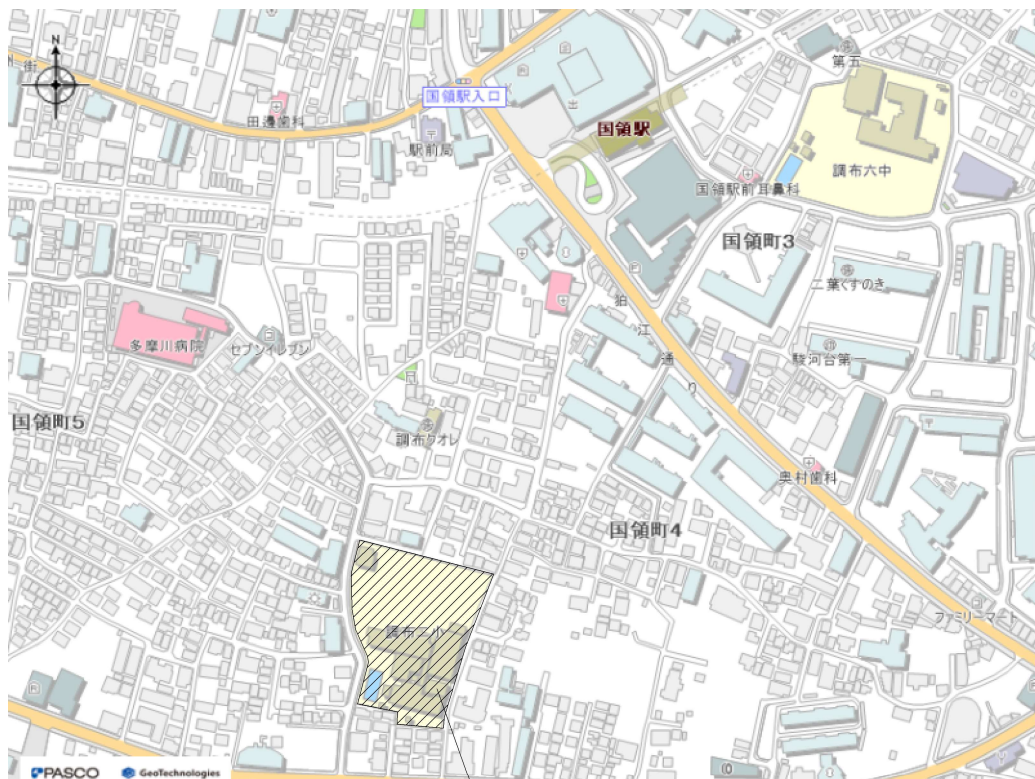 N
街
国領駅入口
第五
田邊歯科
駅前局
出
国領駅
調布六中
国領駅前耳鼻科
国領町3
二葉くすのき
狛江通り
多摩川病院
セブンイレブン
駿河台第一
国領町5
調布クオレ
奥村歯科
国領町4
ファミリーマート
調布二小
PASCO
GeoTechnologies